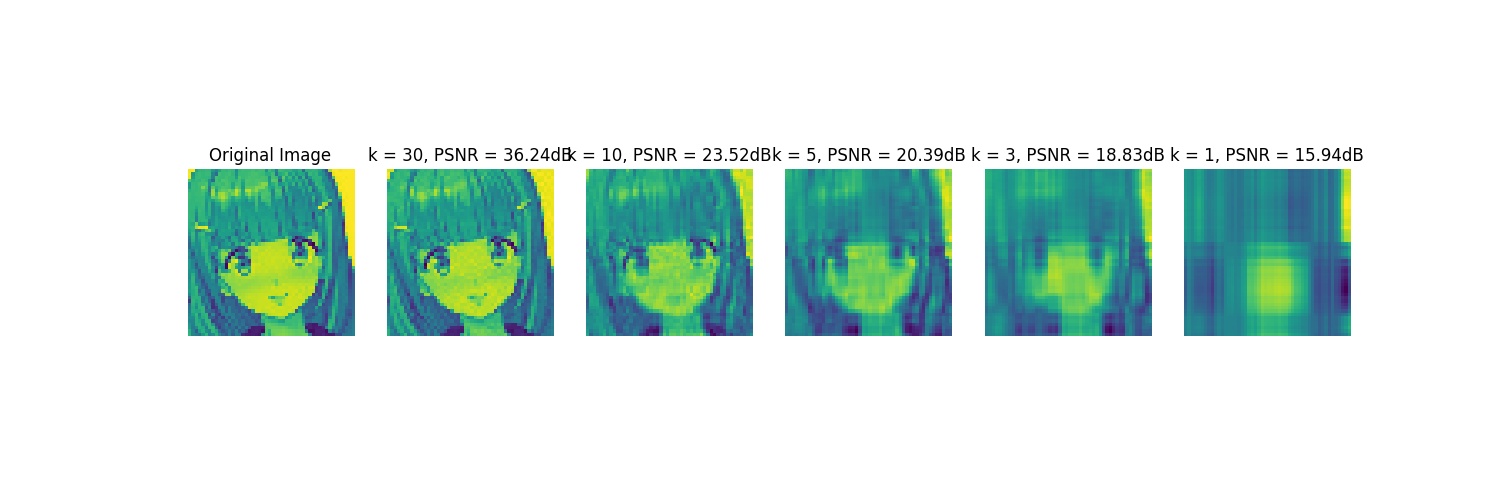 Original Image
k = 30, PSNR = 36.24dB
k = 10, PSNR = 23.52dB
k = 5, PSNR = 20.39dB
k = 3, PSNR = 18.83dB
k = 1, PSNR = 15.94dB